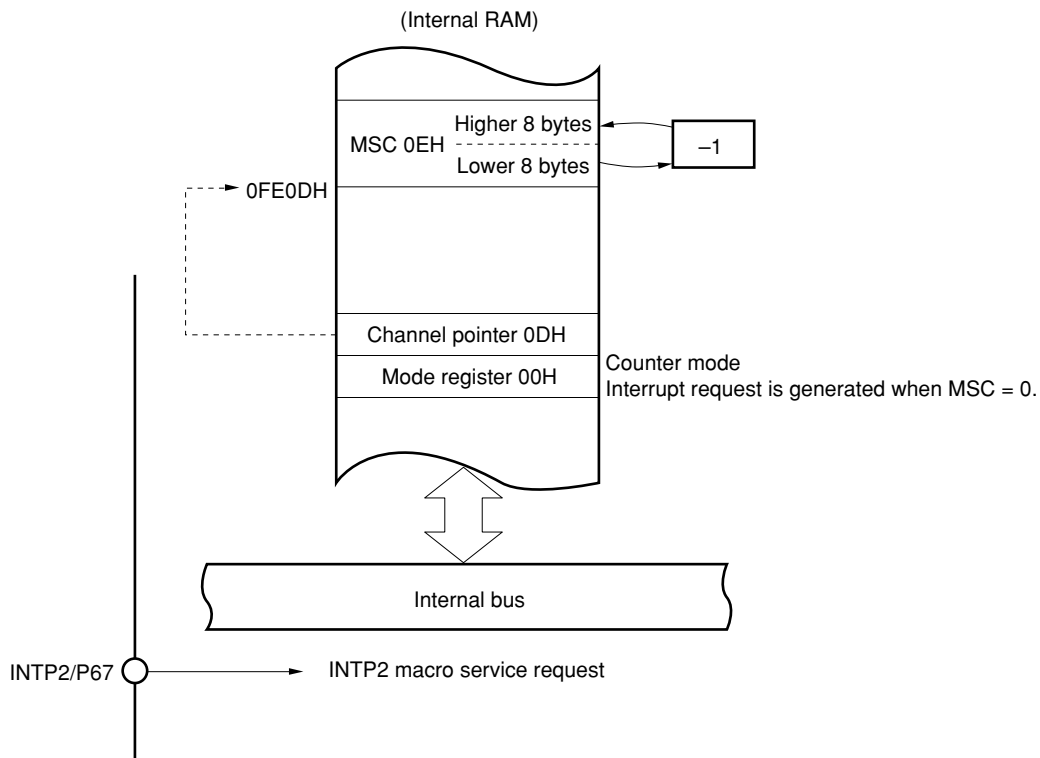 (Internal RAM)
Higher 8 bytes
MSC 0EH
–1
Lower 8 bytes
0FE0DH
Channel pointer 0DH
Mode register 00H
Counter mode
Interrupt request is generated when MSC = 0.
Internal bus
INTP2/P67
INTP2 macro service request